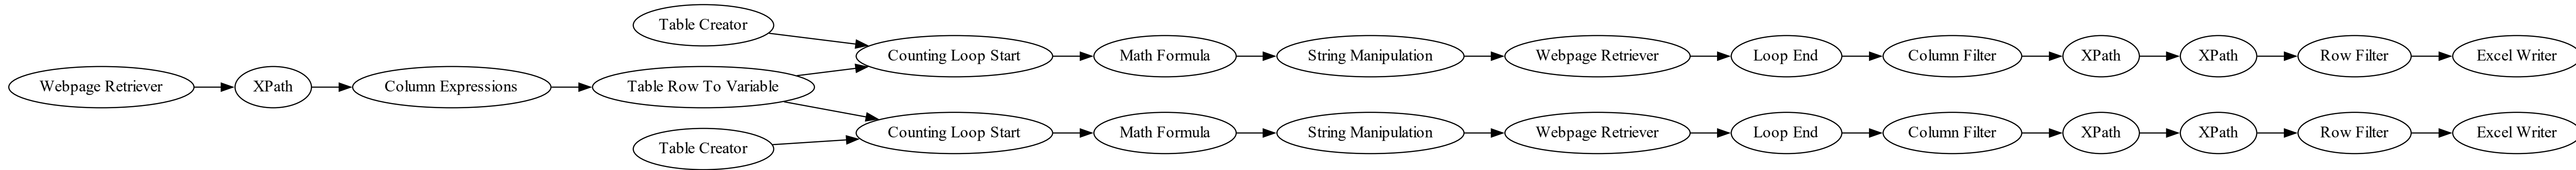 Table Creator
Counting Loop Start
Math Formula
String Manipulation
Webpage Retriever
Loop End
Column Filter
XPath
XPath
Row Filter
Excel Writer
Webpage Retriever
XPath
Column Expressions
Table Row To Variable
Counting Loop Start
Math Formula
String Manipulation
Webpage Retriever
Loop End
Column Filter
XPath
XPath
Row Filter
Excel Writer
Table Creator